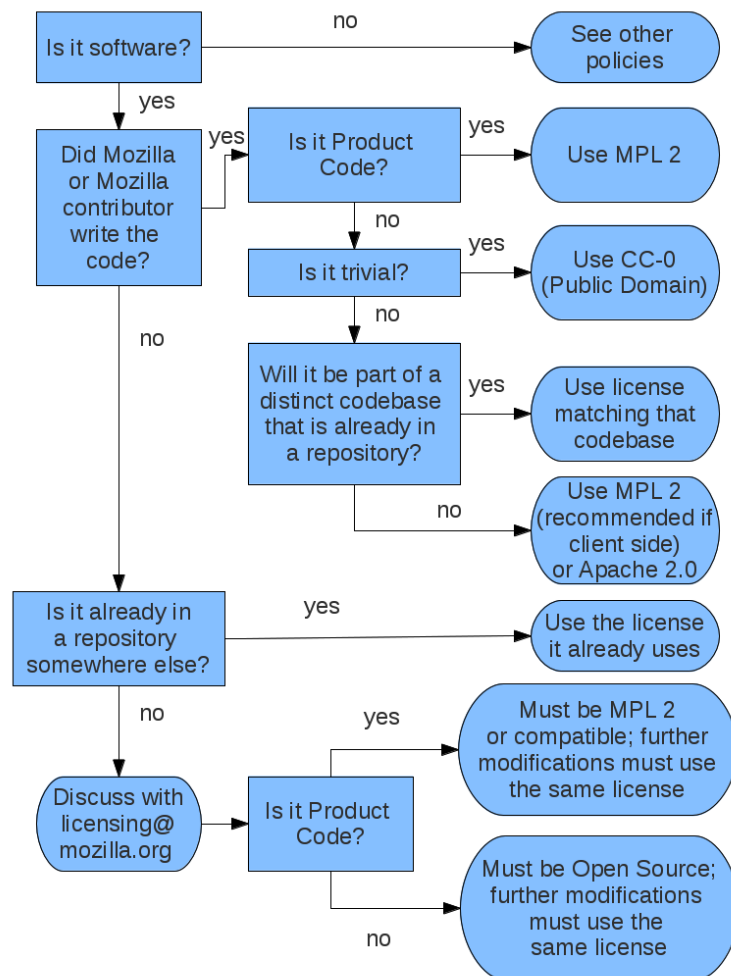 Is it software?
no
See other
policies
yes
Did Mozilla
or Mozilla
contributor
write the
code?
yes
Is it Product
Code?
yes
Use MPL 2
no
Is it trivial?
yes
Use CC-0
(Public Domain)
no
Will it be part of a
distinct codebase
that is already in
a repository?
yes
Use license
matching that
codebase
no
Use MPL 2
(recommended if
client side)
or Apache 2.0
no
Is it already in
a repository
somewhere else?
yes
Use the license
it already uses
no
Discuss with
licensing@
mozilla.org
Is it Product
Code?
yes
Must be MPL 2
or compatible; further
modifications must use
the same license
no
Must be Open Source;
further modifications
must use the
same license